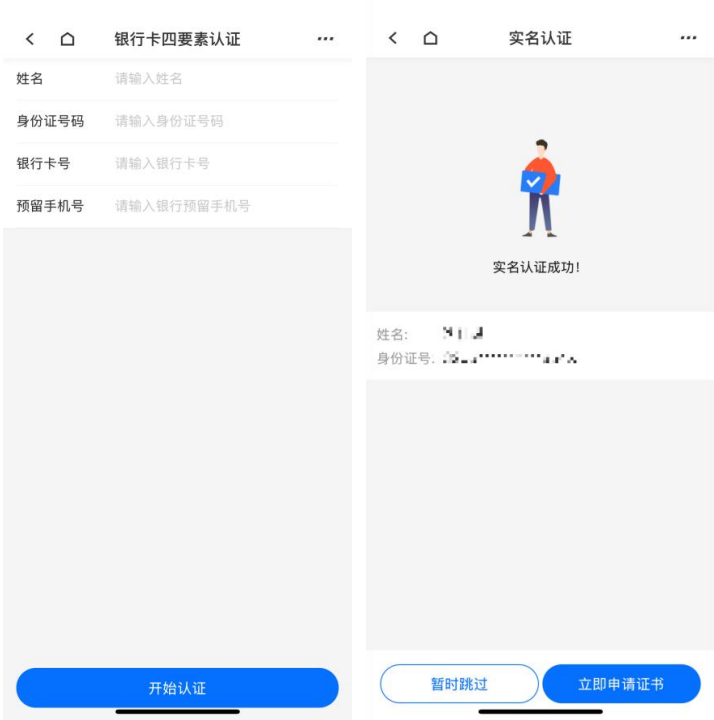 银行卡四要素认证
姓名 请输入姓名
身份证号码 请输入身份证号码
银行卡号 请输入银行卡号
预留手机号 请输入银行预留手机号
开始认证
实名认证
实名认证成功!
姓名:
身份证号:
暂时跳过
立即申请证书